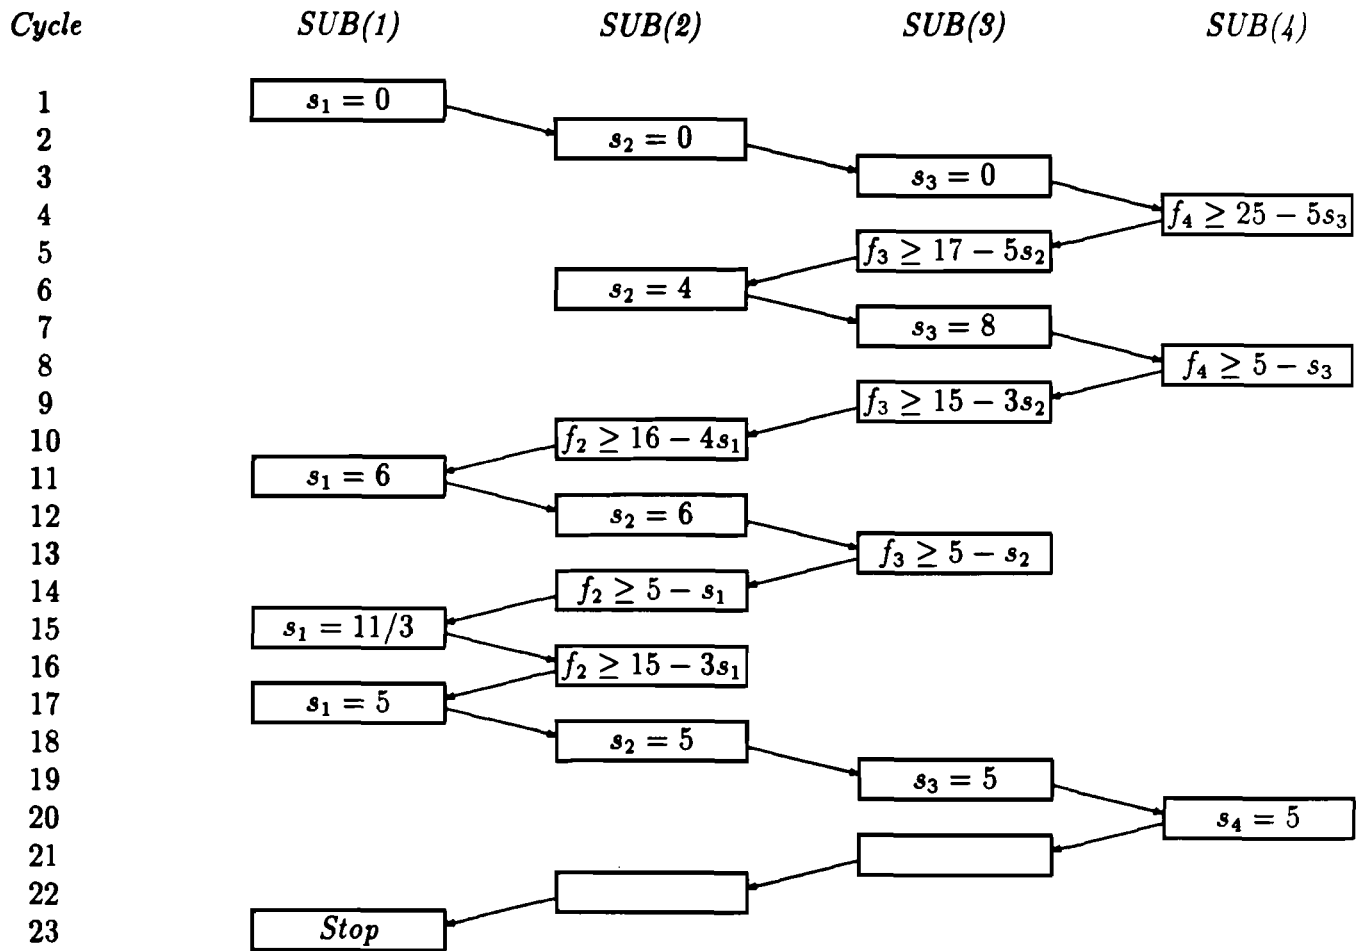 Cycle SUB(1) SUB(2) SUB(3) SUB(4)
1 s₁ = 0
2 s₂ = 0
3 s₃ = 0
4 f₄ ≥ 25 − 5s₃
5 f₃ ≥ 17 − 5s₂
6 s₂ = 4
7 s₃ = 8
8 f₄ ≥ 5 − s₃
9 f₃ ≥ 15 − 3s₂
10 f₂ ≥ 16 − 4s₁
11 s₁ = 6
12 s₂ = 6
13 f₃ ≥ 5 − s₂
14 f₂ ≥ 5 − s₁
15 s₁ = 11/3
16 f₂ ≥ 15 − 3s₁
17 s₁ = 5
18 s₂ = 5
19 s₃ = 5
20 s₄ = 5
21
22
23 Stop